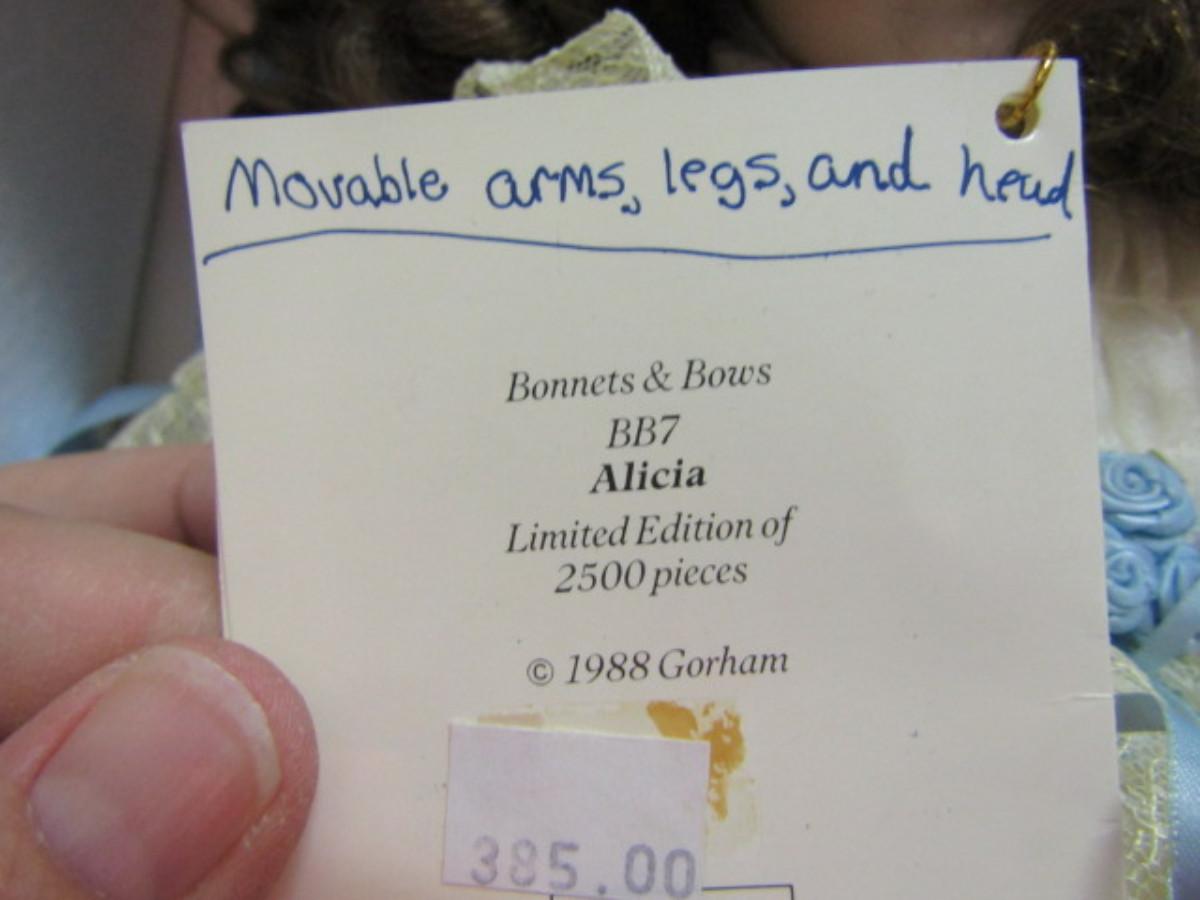 Movable arms, legs, and head
Bonnets & Bows
BB7
Alicia
Limited Edition of
2500 pieces
© 1988 Gorham
385.00